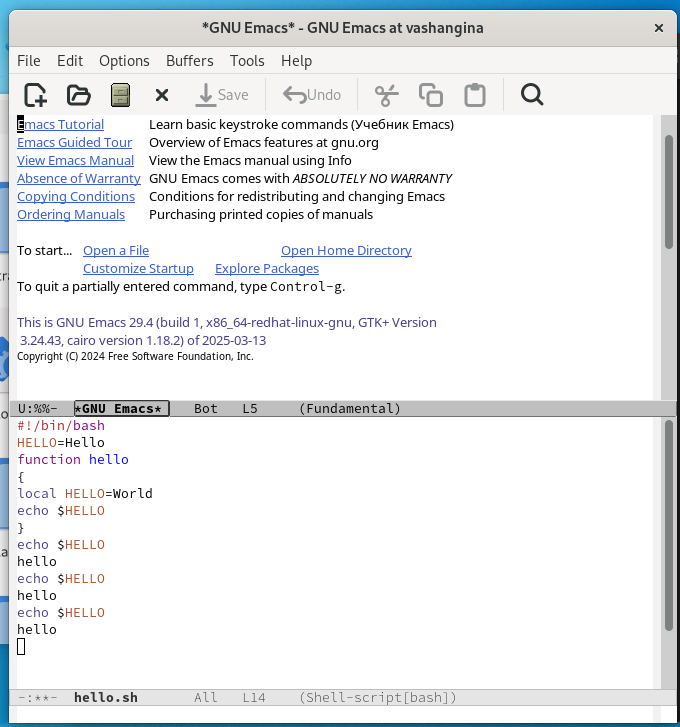 *GNU Emacs* - GNU Emacs at vashangina
File Edit Options Buffers Tools Help
Save Undo
Emacs Tutorial Learn basic keystroke commands (Учебник Emacs)
Emacs Guided Tour Overview of Emacs features at gnu.org
View Emacs Manual View the Emacs manual using Info
Absence of Warranty GNU Emacs comes with ABSOLUTELY NO WARRANTY
Copying Conditions Conditions for redistributing and changing Emacs
Ordering Manuals Purchasing printed copies of manuals
To start... Open a File Open Home Directory
Customize Startup Explore Packages
To quit a partially entered command, type Control-g.
This is GNU Emacs 29.4 (build 1, x86_64-redhat-linux-gnu, GTK+ Version
3.24.43, cairo version 1.18.2) of 2025-03-13
Copyright (C) 2024 Free Software Foundation, Inc.
U:%%- *GNU Emacs* Bot L5 (Fundamental)
#!/bin/bash
HELLO=Hello
function hello
{
local HELLO=World
echo $HELLO
}
echo $HELLO
hello
echo $HELLO
hello
echo $HELLO
hello
-:**- hello.sh All L14 (Shell-script[bash])